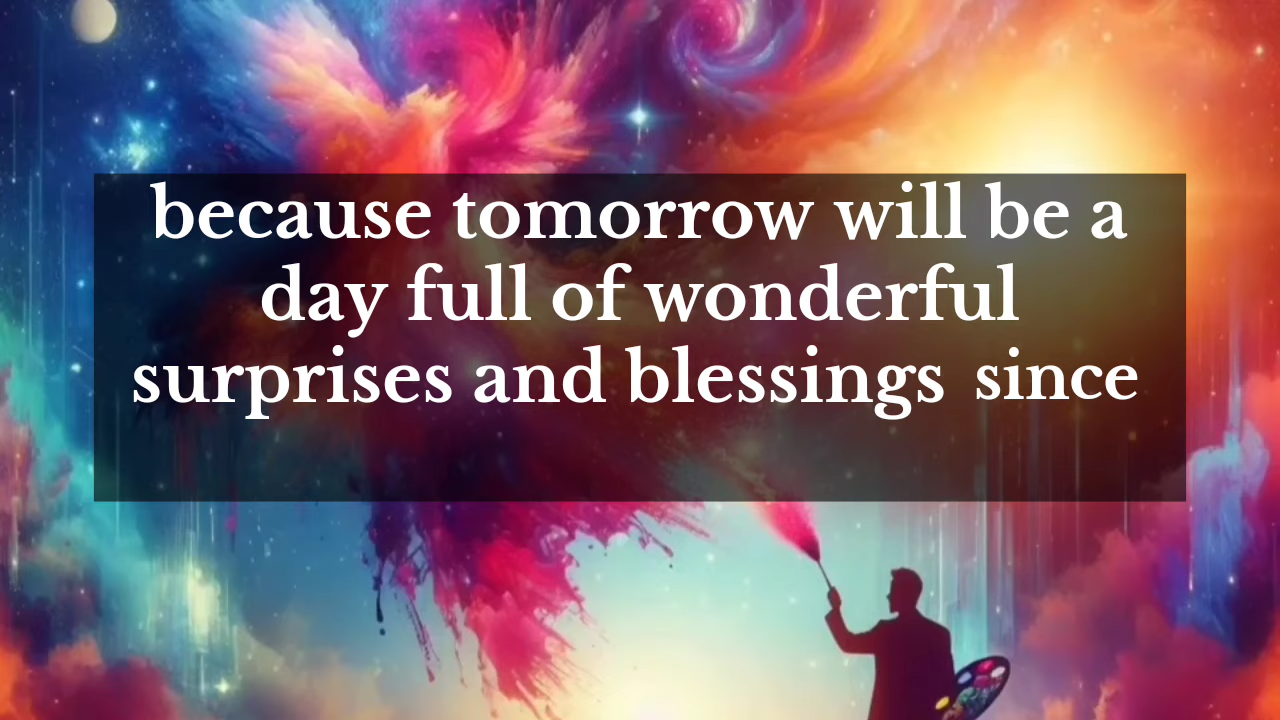 because tomorrow will be a
day full of wonderful
surprises and blessings since